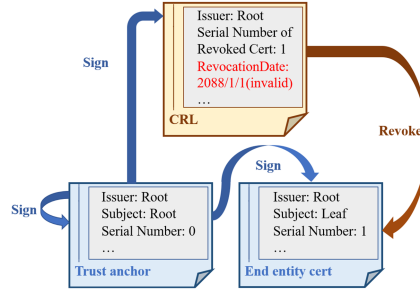 Issuer: Root
Serial Number of
Revoked Cert: 1
RevocationDate:
2088/1/1(invalid)
…
CRL
Sign
Revoke
Sign
Sign
Issuer: Root
Subject: Root
Serial Number: 0
…
Trust anchor
Issuer: Root
Subject: Leaf
Serial Number: 1
…
End entity cert